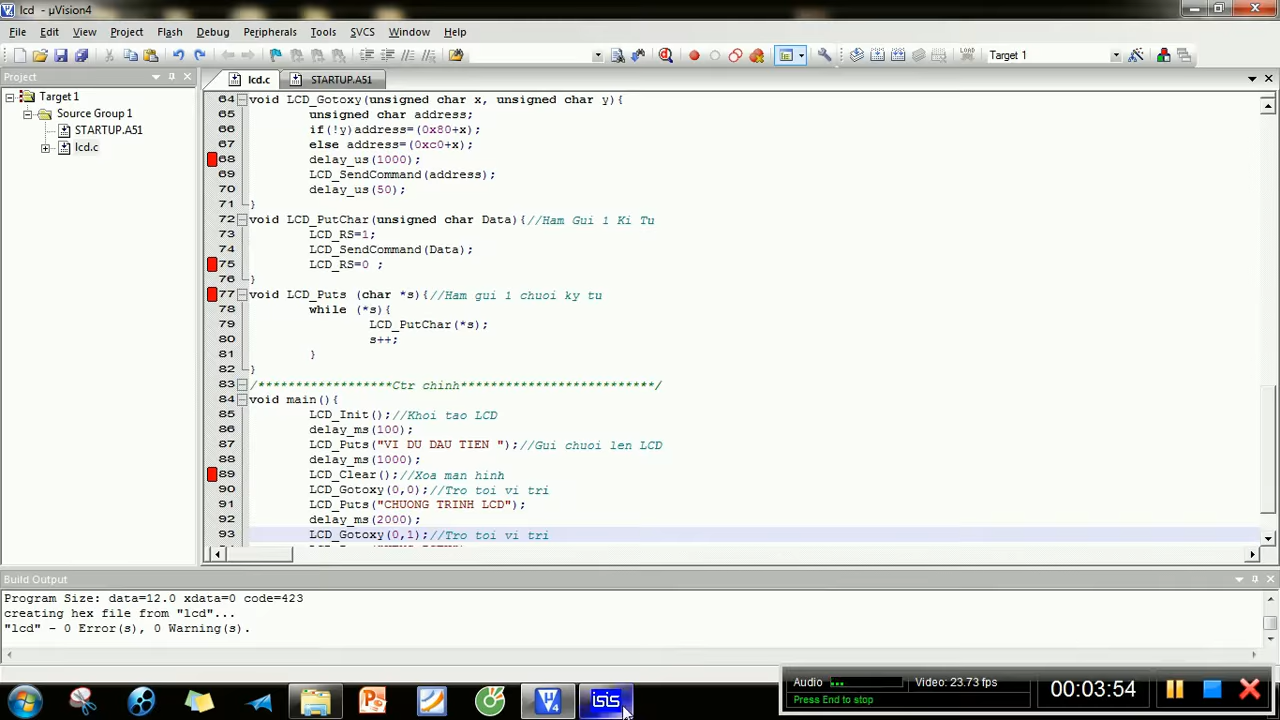 lcd - µVision4
File Edit View Project Flash Debug Peripherals Tools SVCS Window Help
Target 1
Project
lcd.c STARTUP.A51
Target 1
Source Group 1
STARTUP.A51
lcd.c
64 void LCD_Gotoxy(unsigned char x, unsigned char y){
65 unsigned char address;
66 if(!y)address=(0x80+x);
67 else address=(0xc0+x);
68 delay_us(1000);
69 LCD_SendCommand(address);
70 delay_us(50);
71 }
72 void LCD_PutChar(unsigned char Data){//Ham Gui 1 Ki Tu
73 LCD_RS=1;
74 LCD_SendCommand(Data);
75 LCD_RS=0 ;
76 }
77 void LCD_Puts (char *s){//Ham gui 1 chuoi ky tu
78 while (*s){
79 LCD_PutChar(*s);
80 s++;
81 }
82 }
83 /******************Ctr chinh**************************/
84 void main(){
85 LCD_Init();//Khoi tao LCD
86 delay_ms(100);
87 LCD_Puts("VI DU DAU TIEN ");//Gui chuoi len LCD
88 delay_ms(1000);
89 LCD_Clear();//Xoa man hinh
90 LCD_Gotoxy(0,0);//Tro toi vi tri
91 LCD_Puts("CHUONG TRINH LCD");
92 delay_ms(2000);
93 LCD_Gotoxy(0,1);//Tro toi vi tri
Build Output
Program Size: data=12.0 xdata=0 code=423
creating hex file from "lcd"...
"lcd" - 0 Error(s), 0 Warning(s).
isis
Audio
Video: 23.73 fps
Press End to stop
00:03:54